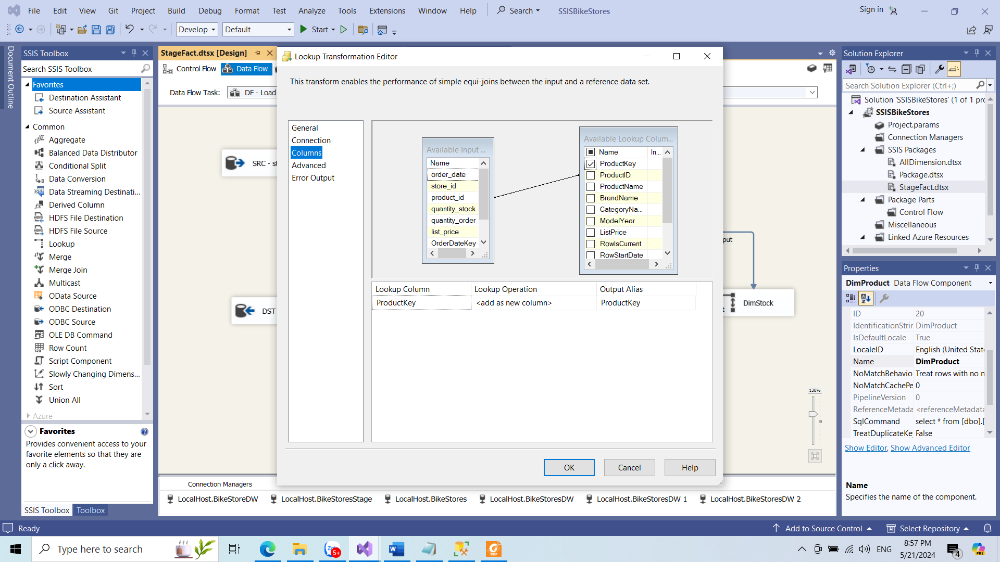 File Edit View Git Project Build Debug Format Test Analyze Tools Extensions Window Help Search SSISBikeStores Sign in
Develop Default Start
Document Outline
SSIS Toolbox
Search SSIS Toolbox
Favorites
Destination Assistant
Source Assistant
Common
Aggregate
Balanced Data Distributor
Conditional Split
Data Conversion
Data Streaming Destinati...
Derived Column
HDFS File Destination
HDFS File Source
Lookup
Merge
Merge Join
Multicast
OData Source
ODBC Destination
ODBC Source
OLE DB Command
Row Count
Script Component
Slowly Changing Dimens...
Sort
Union All
Azure
Favorites
Provides convenient access to your
favorite elements so that they are
only a click away.
SSIS Toolbox Toolbox
StageFact.dtsx [Design]
Control Flow Data Flow
Data Flow Task: DF - Load
SRC - st
DST
put
t
DimStock
130%
Lookup Transformation Editor
This transform enables the performance of simple equi-joins between the input and a reference data set.
General
Connection
Columns
Advanced
Error Output
Available Input ...
Name
order_date
store_id
product_id
quantity_stock
quantity_order
list_price
OrderDateKey
Available Lookup Colum...
Name In...
ProductKey
ProductID
ProductName
BrandName
CategoryNa...
ModelYear
ListPrice
RowIsCurrent
RowStartDate
Lookup Column Lookup Operation Output Alias
ProductKey <add as new column> ProductKey
OK Cancel Help
Connection Managers
LocalHost.BikeStoreDW LocalHost.BikeStoresStage LocalHost.BikeStores LocalHost.BikeStoresDW LocalHost.BikeStoresDW 1 LocalHost.BikeStoresDW 2
Solution Explorer
Search Solution Explorer (Ctrl+;)
Solution 'SSISBikeStores' (1 of 1 pro
SSISBikeStores
Project.params
Connection Managers
SSIS Packages
AllDimension.dtsx
Package.dtsx
StageFact.dtsx
Package Parts
Control Flow
Miscellaneous
Linked Azure Resources
Properties
DimProduct Data Flow Component
ID 20
IdentificationStrin DimProduct
IsDefaultLocale True
LocaleID English (United State
Name DimProduct
NoMatchBehavio Treat rows with no n
NoMatchCachePe 0
PipelineVersion 0
ReferenceMetada <referenceMetadata
SqlCommand select * from [dbo].[
TreatDuplicateKey False
Show Editor, Show Advanced Editor
Name
Specifies the name of the component.
Ready Add to Source Control Select Repository
Type here to search
5+
PDF
ENG
8:57 PM
5/21/2024
4
PRE